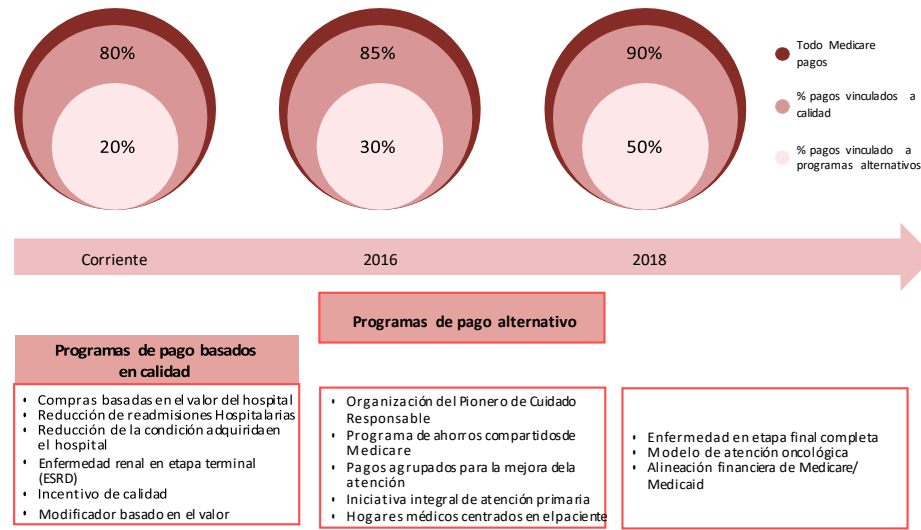 80%
85%
90%
20%
30%
50%
Todo Medicare
pagos
% pagos vinculados a
calidad
% pagos vinculado a
programas alternativos
Corriente
2016
2018
Programas de pago alternativo
Programas de pago basados
en calidad
• Compras basadas en el valor del hospital
• Reducción de readmisiones Hospitalarias
• Reducción de la condición adquirida en
el hospital
• Enfermedad renal en etapa terminal
(ESRD)
• Incentivo de calidad
• Modificador basado en el valor
• Organización del Pionero de Cuidado
Responsable
• Programa de ahorros compartidos de
Medicare
• Pagos agrupados para la mejora de la
atención
• Iniciativa integral de atención primaria
• Hogares médicos centrados en el paciente
• Enfermedad en etapa final completa
• Modelo de atención oncológica
• Alineación financiera de Medicare/
Medicaid